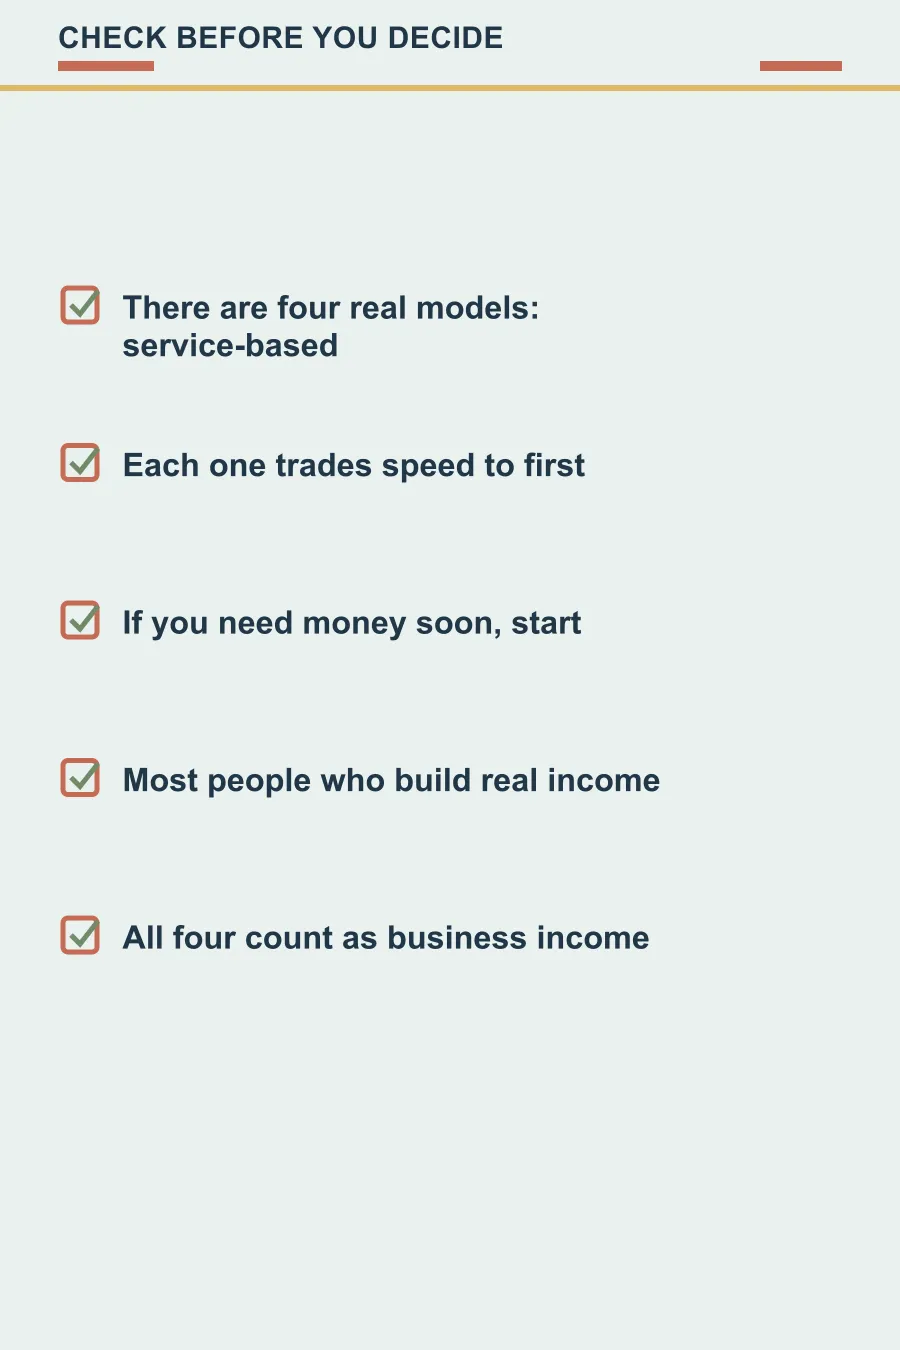 CHECK BEFORE YOU DECIDE
There are four real models:
service-based
Each one trades speed to first
If you need money soon, start
Most people who build real income
All four count as business income